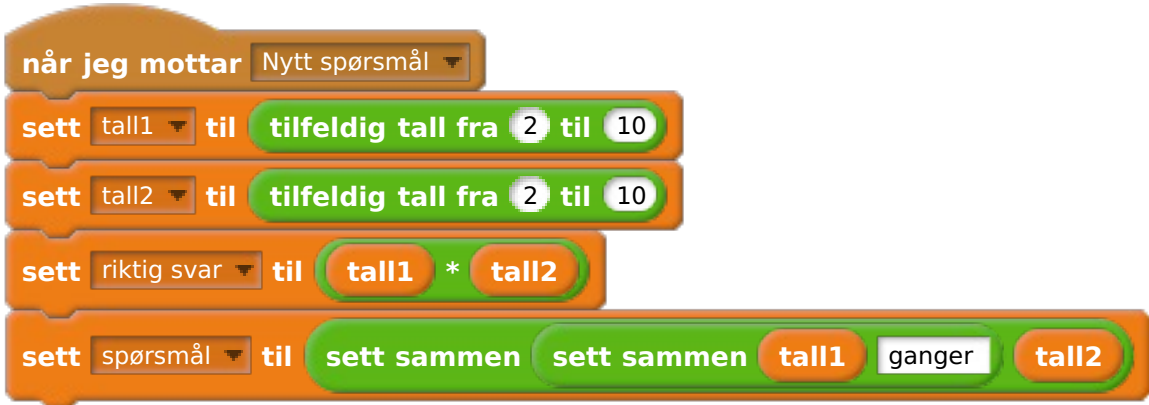 når jeg mottar Nytt spørsmål
sett tall1 til tilfeldig tall fra 2 til 10
sett tall2 til tilfeldig tall fra 2 til 10
sett riktig svar til tall1 * tall2
sett spørsmål til sett sammen sett sammen tall1 ganger tall2